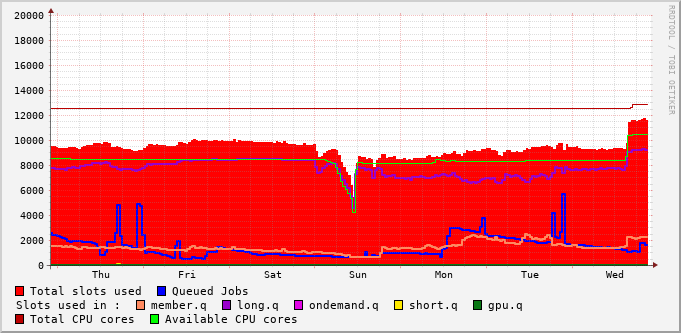 RRDTOOL / TOBI OETIKER
20000
18000
16000
14000
12000
10000
8000
6000
4000
2000
0
Thu Fri Sat Sun Mon Tue Wed
Total slots used Queued Jobs
Slots used in : member.q long.q ondemand.q short.q gpu.q
Total CPU cores Available CPU cores